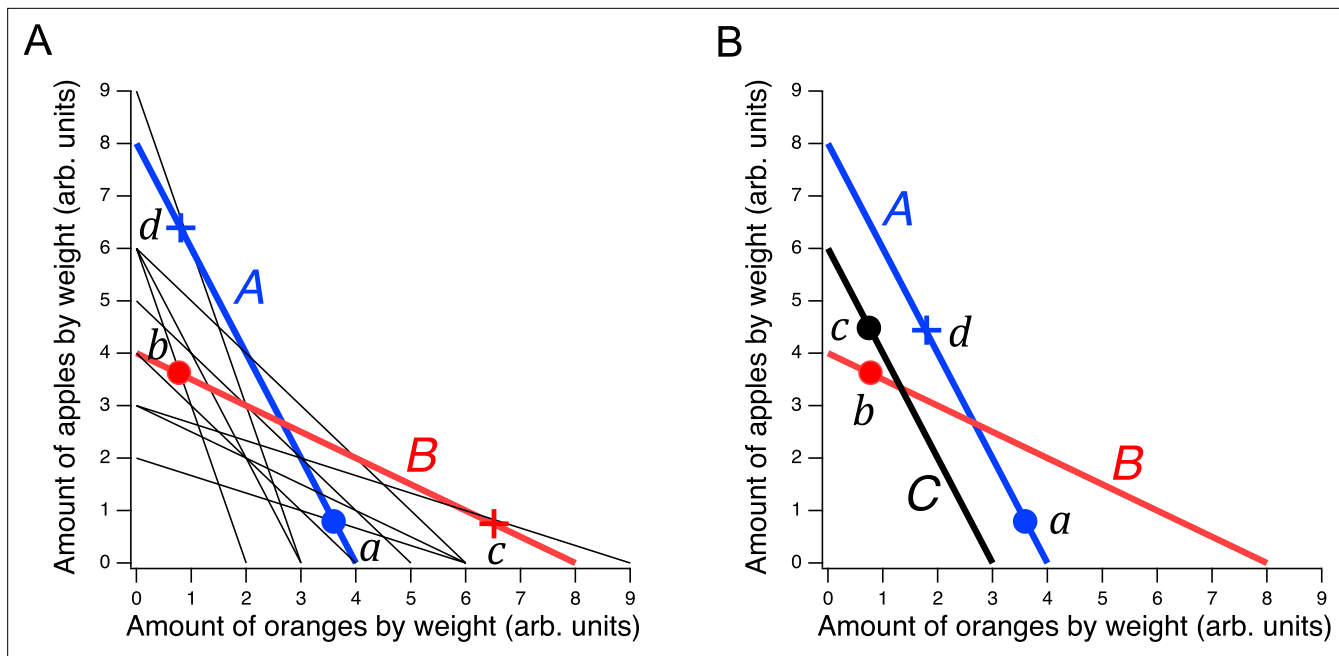 A
Amount of apples by weight (arb. units)
9
8
7
6
5
4
3
2
1
0
d
A
b
B
a
c
0 1 2 3 4 5 6 7 8 9
Amount of oranges by weight (arb. units)
B
Amount of apples by weight (arb. units)
9
8
7
6
5
4
3
2
1
0
A
c
d
b
B
C
a
0 1 2 3 4 5 6 7 8 9
Amount of oranges by weight (arb. units)